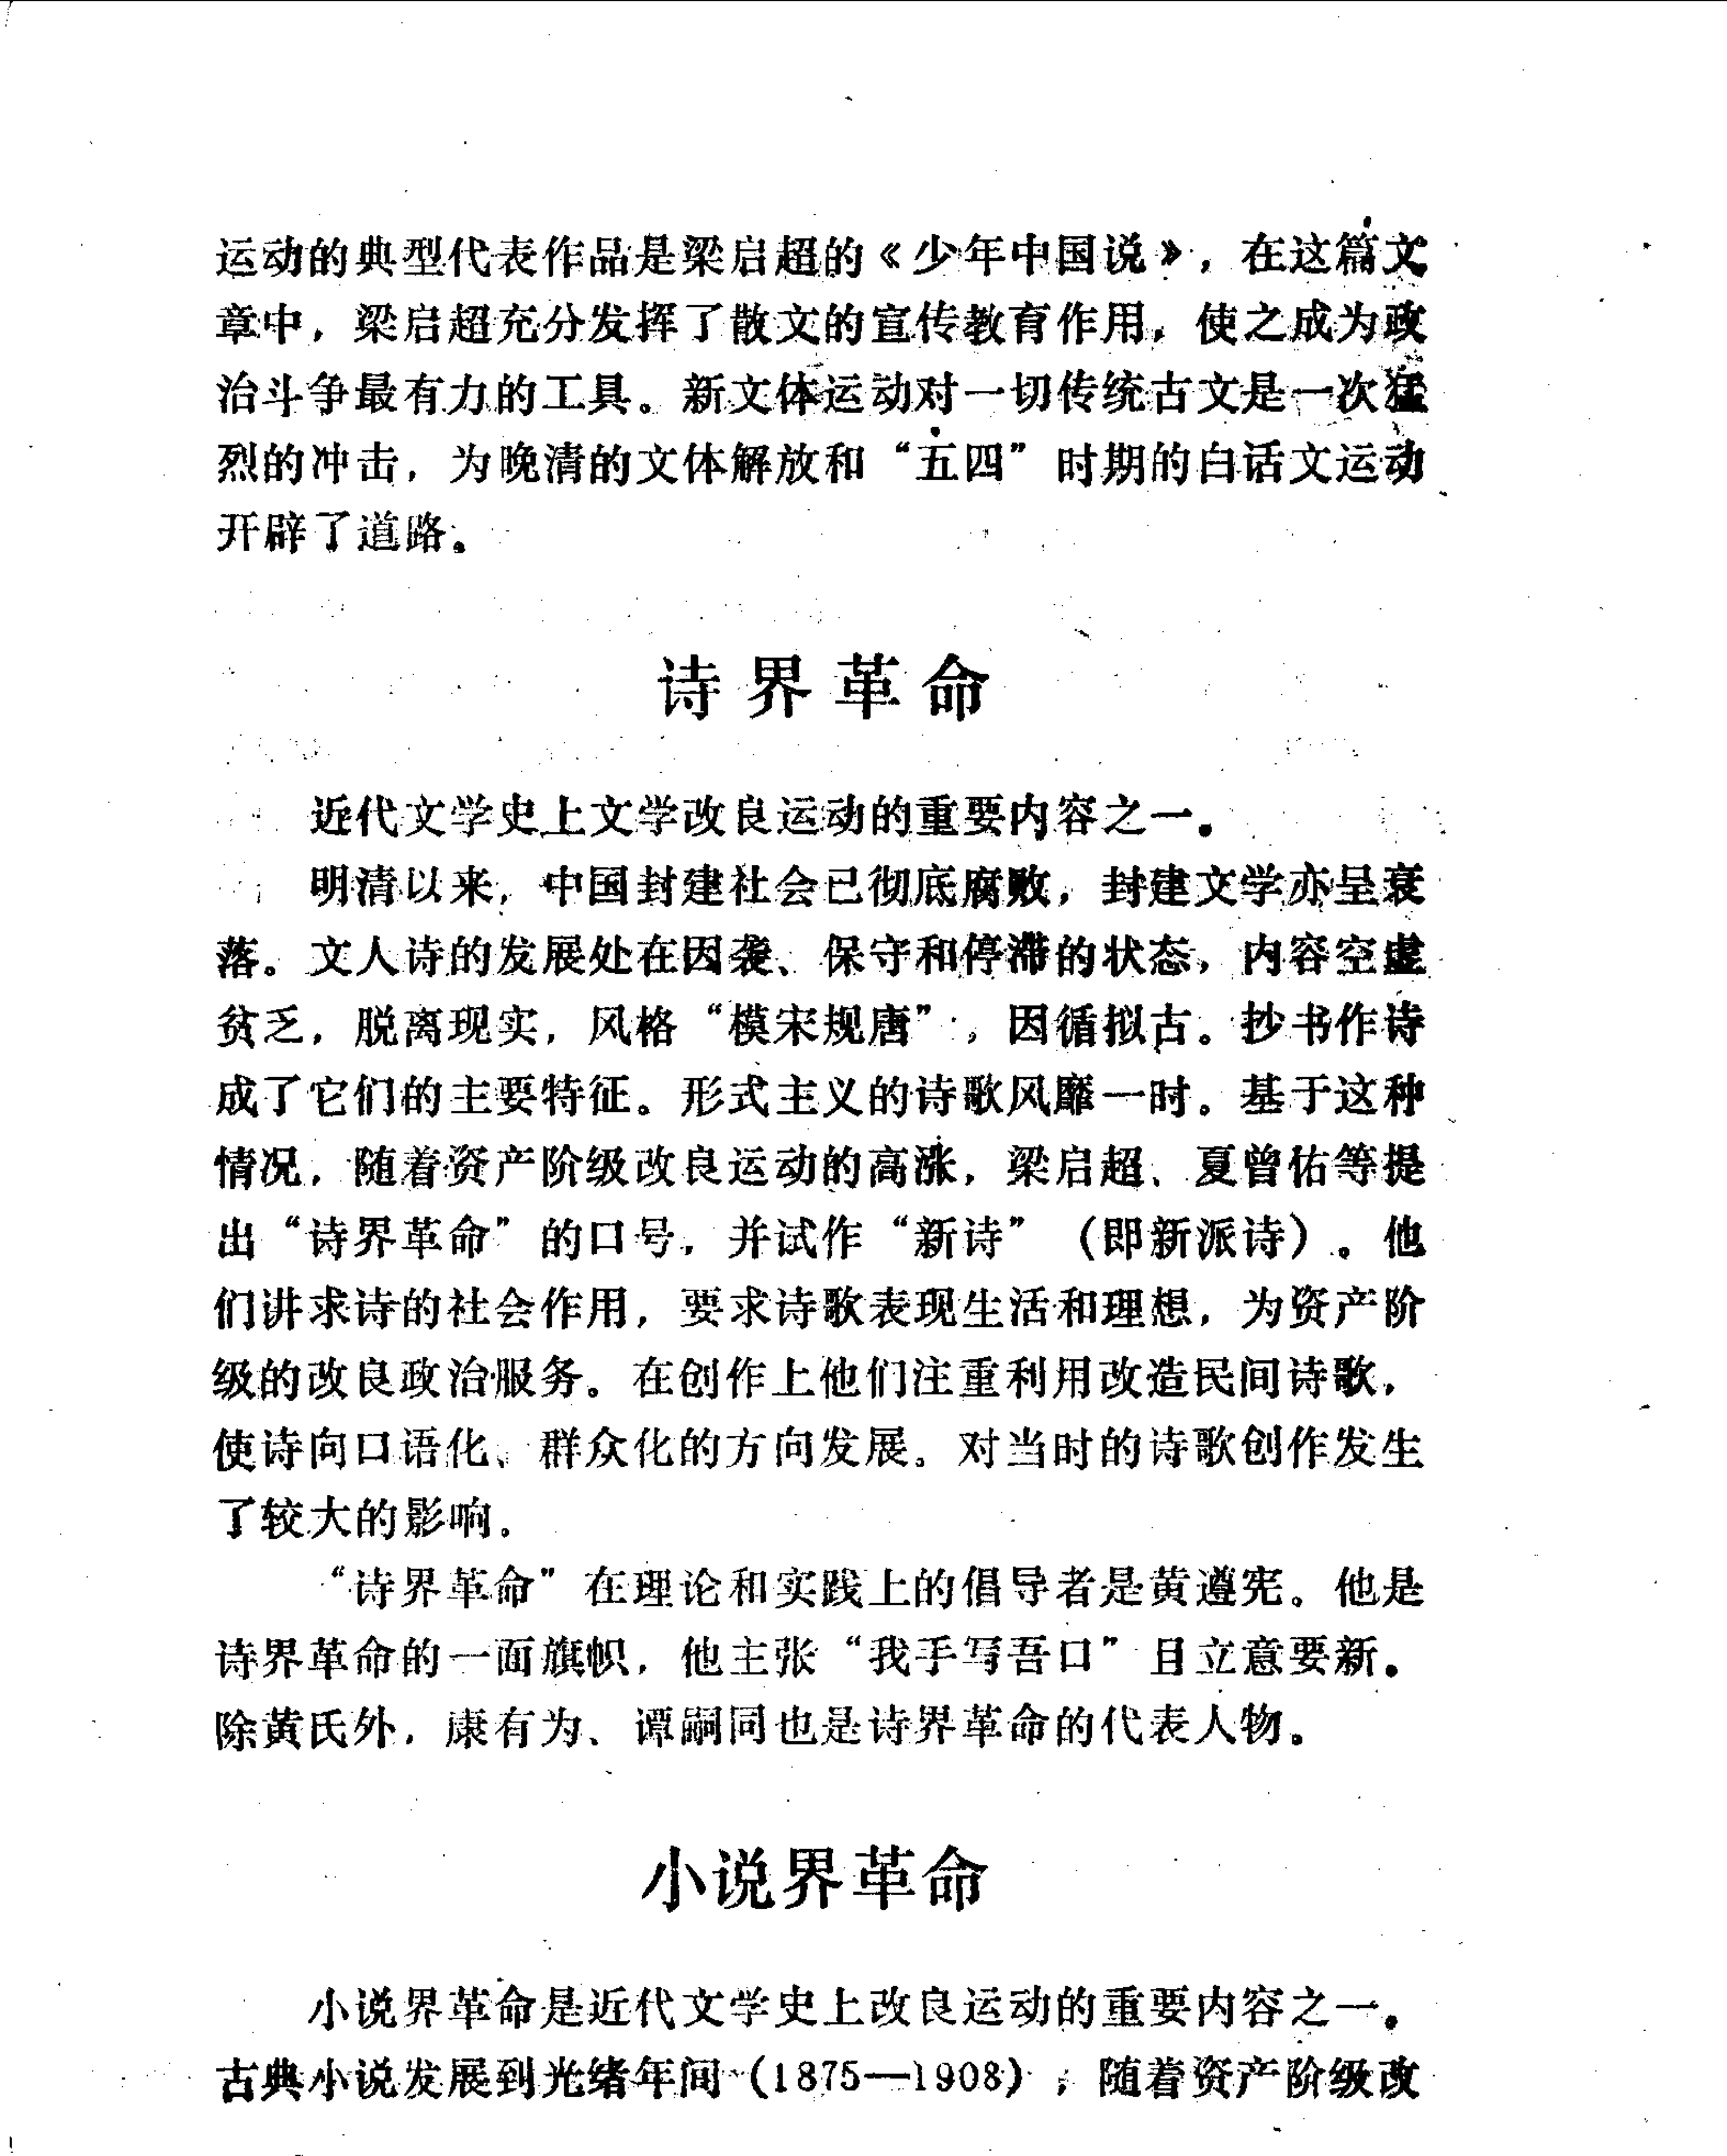 运动的典型代表作品是梁启超的《少年中国说》，在这篇文
章中，梁启超充分发挥了散文的宣传教育作用，使之成为政
治斗争最有力的工具。新文体运动对一切传统古文是一次猛
烈的冲击，为晚清的文体解放和“五四”时期的白话文运动
开辟了道路。
诗界革命
近代文学史上文学改良运动的重要内容之一。
明清以来，中国封建社会已彻底腐败，封建文学亦呈衰
落。文人诗的发展处在因袭、保守和停滞的状态，内容空虚
贫乏，脱离现实，风格“模宋规唐”，因循拟古。抄书作诗
成了它们的主要特征。形式主义的诗歌风靡一时。基于这种
情况，随着资产阶级改良运动的高涨，梁启超、夏曾佑等提
出“诗界革命”的口号，并试作“新诗”（即新派诗）。他
们讲求诗的社会作用，要求诗歌表现生活和理想，为资产阶
级的改良政治服务。在创作上他们注重利用改造民间诗歌，
使诗向口语化、群众化的方向发展。对当时的诗歌创作发生
了较大的影响。
“诗界革命”在理论和实践上的倡导者是黄遵宪。他是
诗界革命的一面旗帜，他主张“我手写吾口”且立意要新。
除黄氏外，康有为、谭嗣同也是诗界革命的代表人物。
小说界革命
小说界革命是近代文学史上改良运动的重要内容之一。
古典小说发展到光绪年间（1875—1908），随着资产阶级改